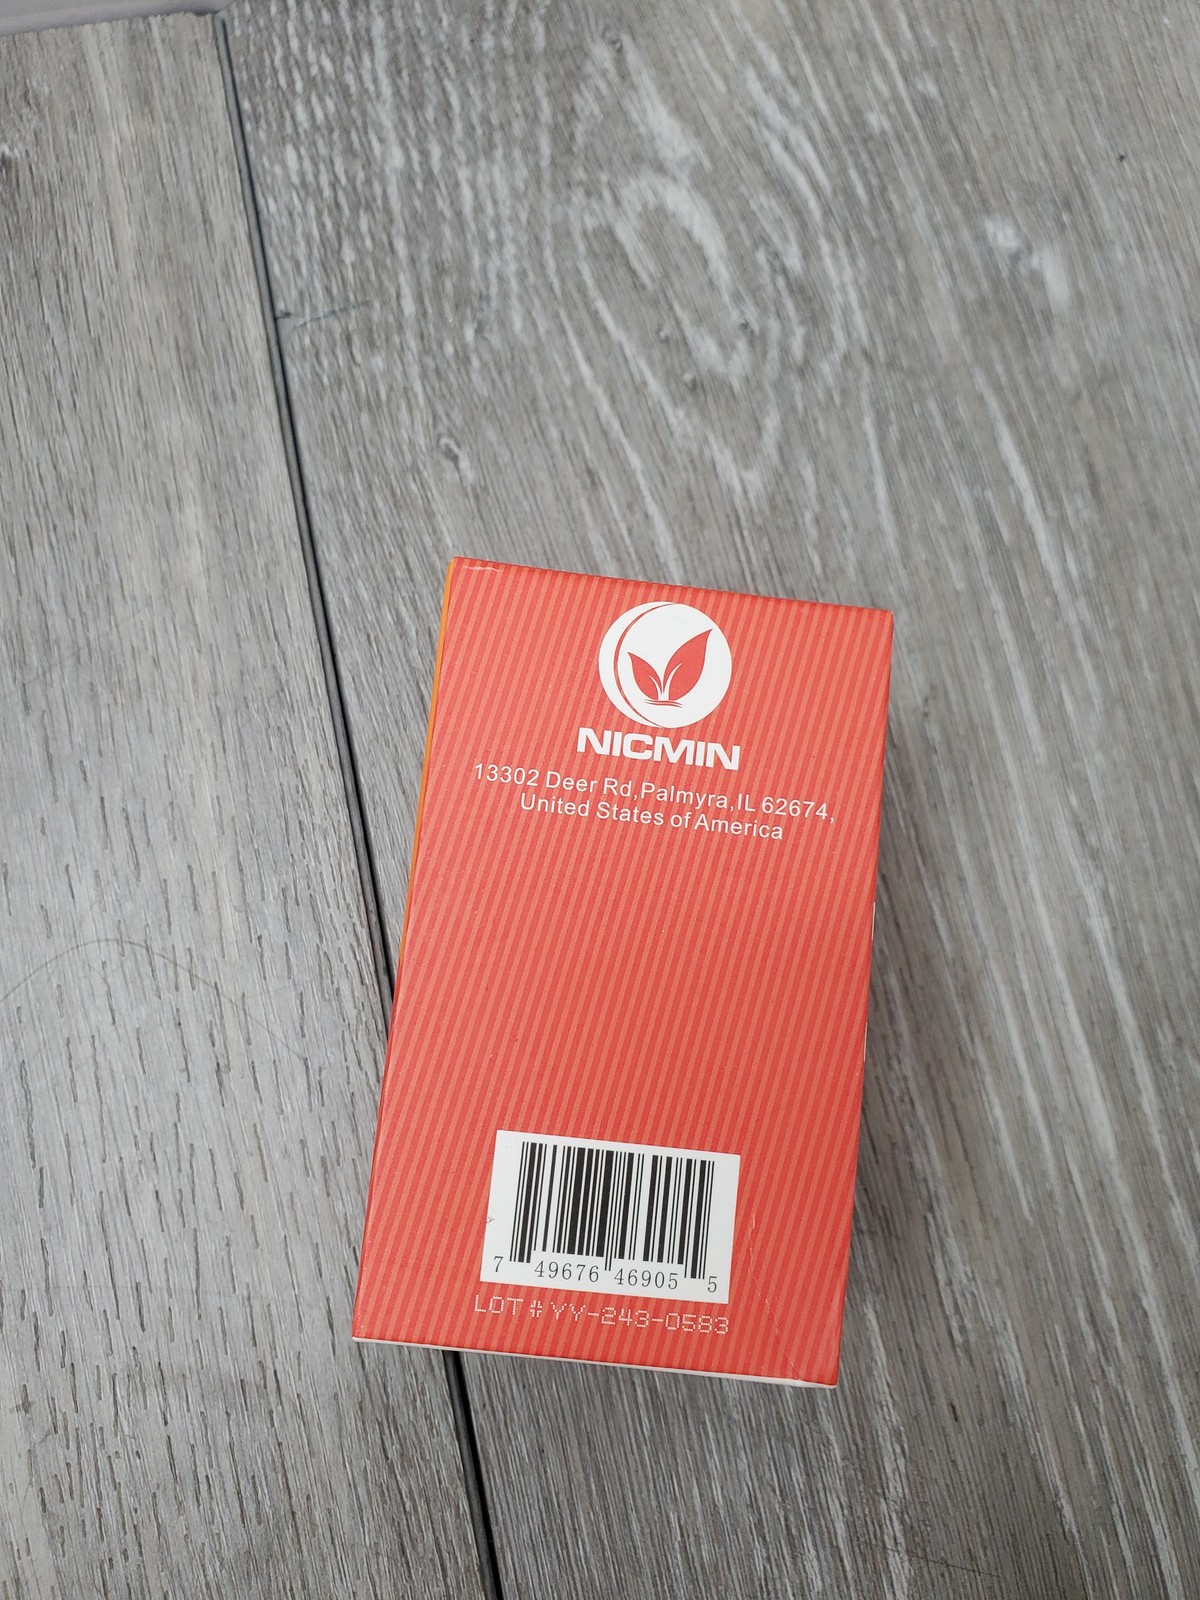 NICMIN
13302 Deer Rd,Palmyra,IL 62674,
United States of America
7 49676 46905 5
LOT# YY-243-0583